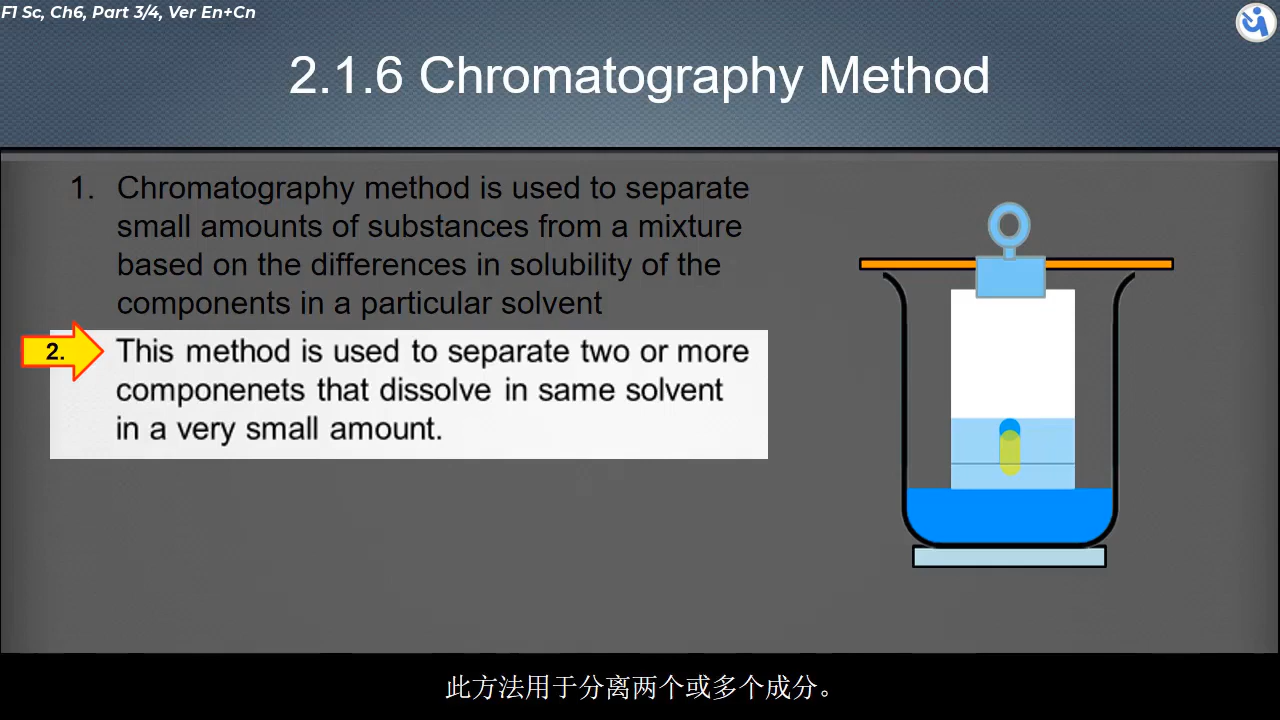 F1 Sc, Ch6, Part 3/4, Ver En+Cn
2.1.6 Chromatography Method
1. Chromatography method is used to separate
small amounts of substances from a mixture
based on the differences in solubility of the
components in a particular solvent
2. This method is used to separate two or more
componenets that dissolve in same solvent
in a very small amount.
此方法用于分离两个或多个成分。